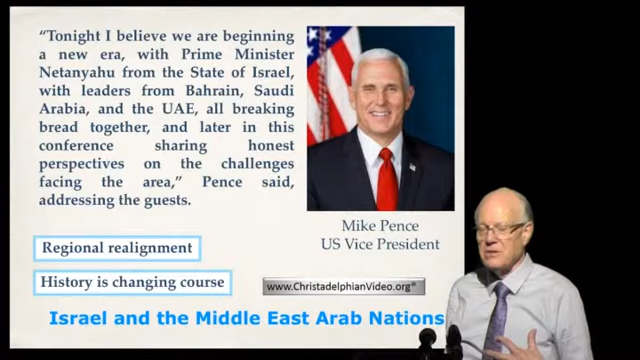 “Tonight I believe we are beginning
a new era, with Prime Minister
Netanyahu from the State of Israel,
with leaders from Bahrain, Saudi
Arabia, and the UAE, all breaking
bread together, and later in this
conference sharing honest
perspectives on the challenges
facing the area,” Pence said,
addressing the guests.
Mike Pence
US Vice President
Regional realignment
History is changing course
www.ChristadelphianVideo.org®
Israel and the Middle East Arab Nations